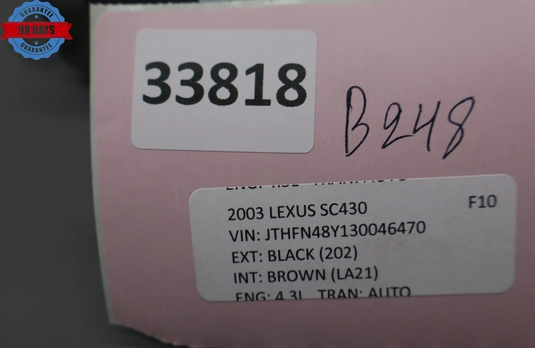 GUARANTEE
90 DAYS
GUARANTEE
33818
B248
2003 LEXUS SC430 F10
VIN: JTHFN48Y130046470
EXT: BLACK (202)
INT: BROWN (LA21)
ENG: 4.3L TRAN: AUTO